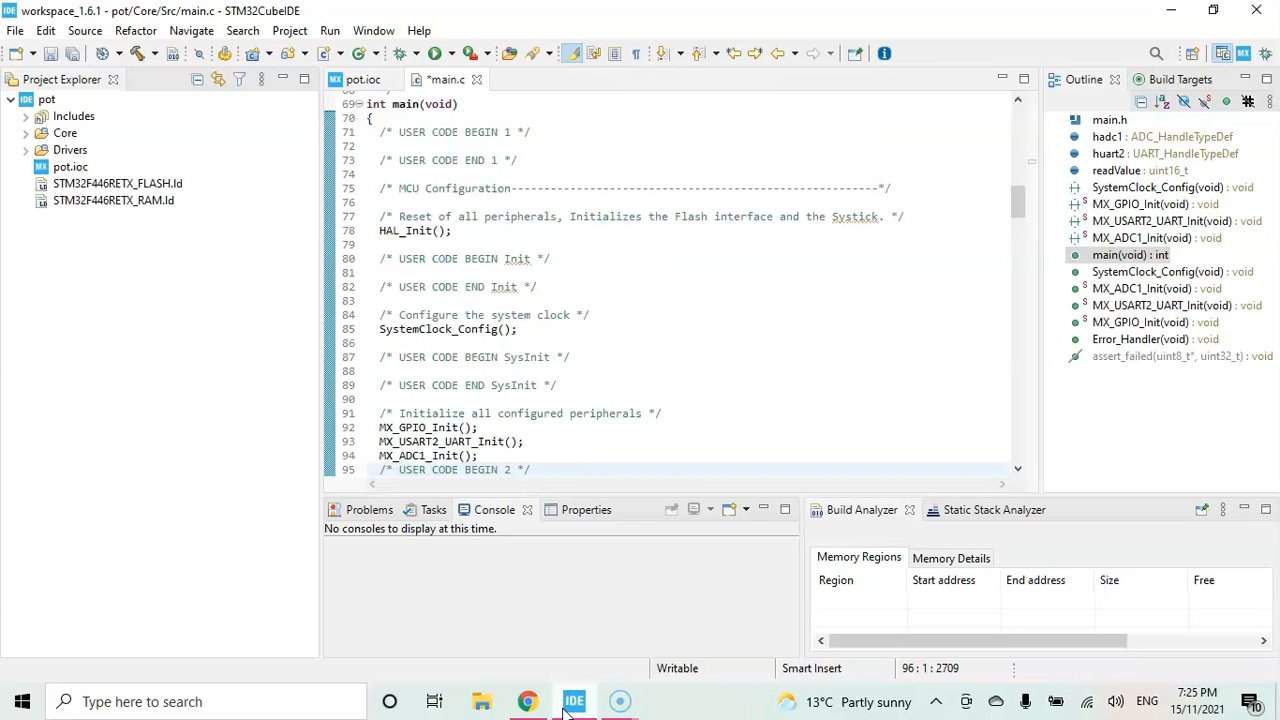 IDE workspace_1.6.1 - pot/Core/Src/main.c - STM32CubeIDE
File Edit Source Refactor Navigate Search Project Run Window Help
Project Explorer
MX pot.ioc
*main.c
Outline
Build Targets
IDE pot
Includes
Core
Drivers
MX pot.ioc
STM32F446RETX_FLASH.ld
STM32F446RETX_RAM.ld
68 */
69 int main(void)
70 {
71 /* USER CODE BEGIN 1 */
72
73 /* USER CODE END 1 */
74
75 /* MCU Configuration--------------------------------------------------------*/
76
77 /* Reset of all peripherals, Initializes the Flash interface and the Systick. */
78 HAL_Init();
79
80 /* USER CODE BEGIN Init */
81
82 /* USER CODE END Init */
83
84 /* Configure the system clock */
85 SystemClock_Config();
86
87 /* USER CODE BEGIN SysInit */
88
89 /* USER CODE END SysInit */
90
91 /* Initialize all configured peripherals */
92 MX_GPIO_Init();
93 MX_USART2_UART_Init();
94 MX_ADC1_Init();
95 /* USER CODE BEGIN 2 */
main.h
hadc1 : ADC_HandleTypeDef
huart2 : UART_HandleTypeDef
readValue : uint16_t
SystemClock_Config(void) : void
MX_GPIO_Init(void) : void
MX_USART2_UART_Init(void) : void
MX_ADC1_Init(void) : void
main(void) : int
SystemClock_Config(void) : void
MX_ADC1_Init(void) : void
MX_USART2_UART_Init(void) : void
MX_GPIO_Init(void) : void
Error_Handler(void) : void
assert_failed(uint8_t*, uint32_t) : void
Problems Tasks Console Properties
No consoles to display at this time.
Build Analyzer Static Stack Analyzer
Memory Regions Memory Details
Region Start address End address Size Free
Writable Smart Insert 96 : 1 : 2709
Type here to search
IDE
13°C Partly sunny
ENG
7:25 PM
15/11/2021
10